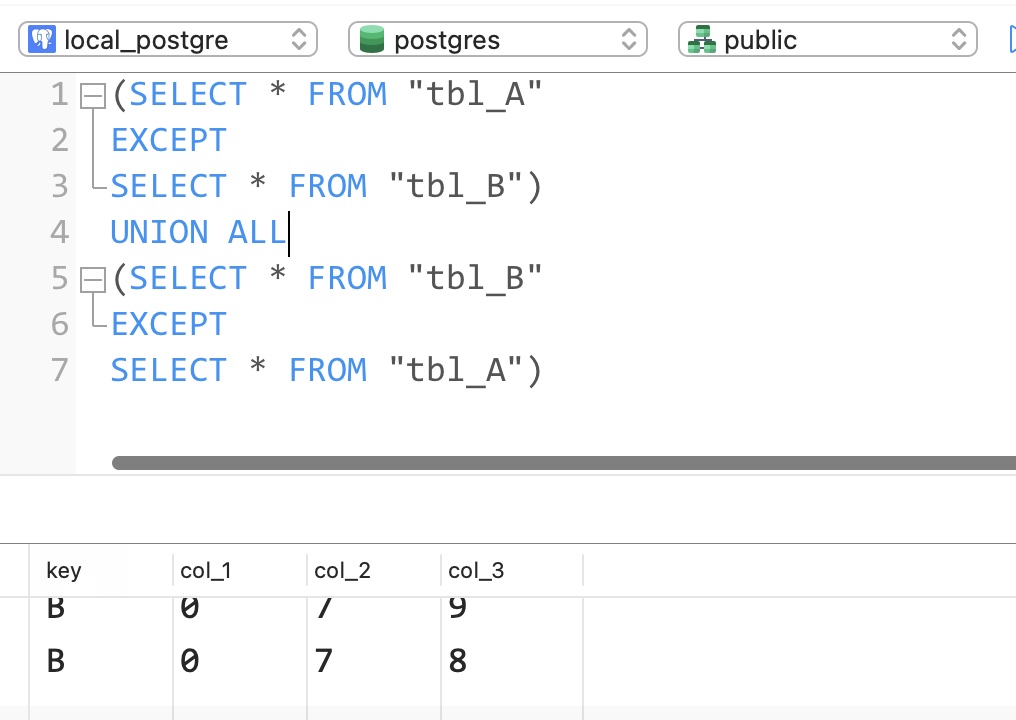 local_postgre postgres public
1 (SELECT * FROM "tbl_A"
2 EXCEPT
3 SELECT * FROM "tbl_B")
4 UNION ALL
5 (SELECT * FROM "tbl_B"
6 EXCEPT
7 SELECT * FROM "tbl_A")
key col_1 col_2 col_3
B 0 7 9
B 0 7 8